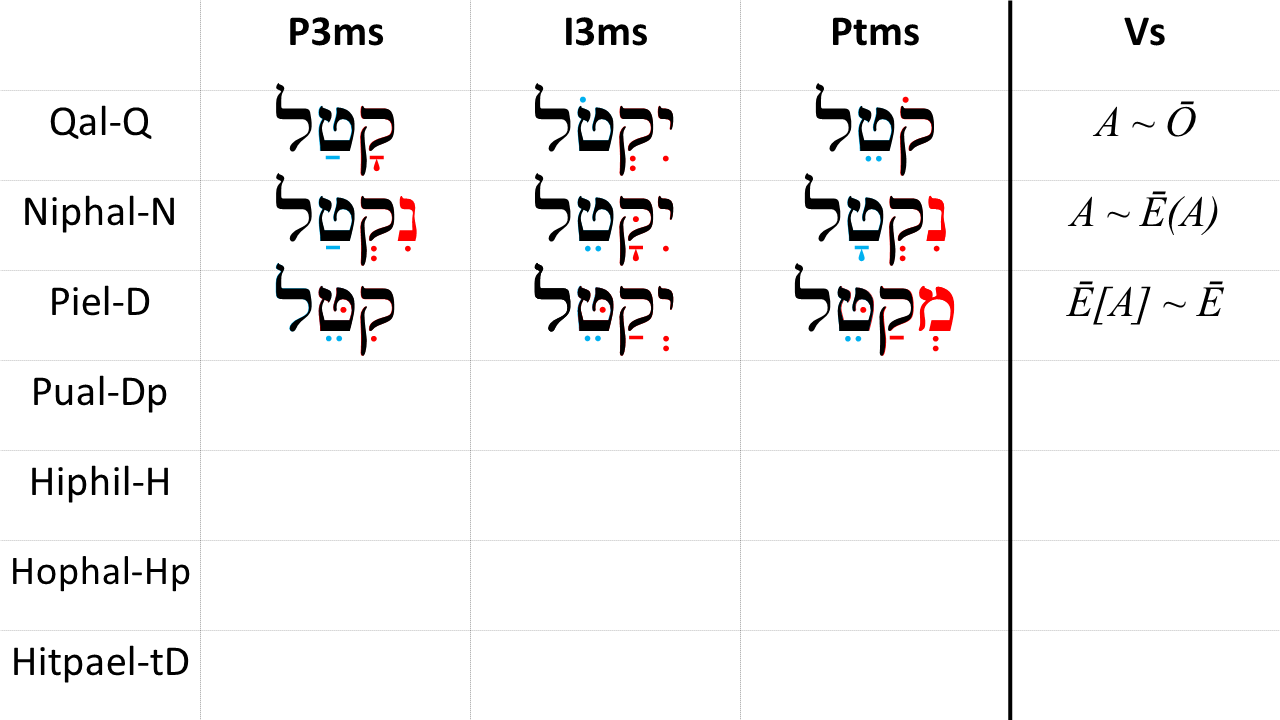 P3ms I3ms Ptms Vs
Qal-Q קָטַל יִקְטֹל קֹטֵל A ~ Ō
Niphal-N נִקְטַל יִקָּטֵל נִקְטָל A ~ Ē(A)
Piel-D קִטֵּל יְקַטֵּל מְקַטֵּל Ē[A] ~ Ē
Pual-Dp
Hiphil-H
Hophal-Hp
Hitpael-tD